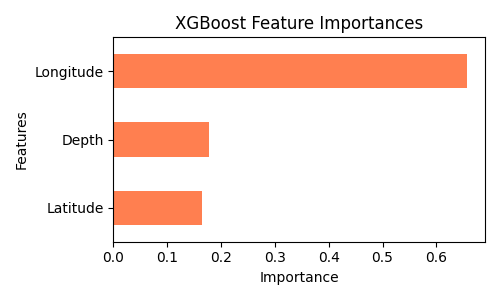 XGBoost Feature Importances
Features
Longitude
Depth
Latitude
0.0 0.1 0.2 0.3 0.4 0.5 0.6
Importance